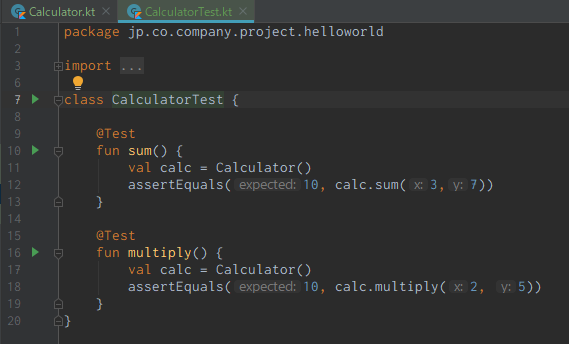 Calculator.kt CalculatorTest.kt
1 package jp.co.company.project.helloworld
2
3 import ...
6
7 class CalculatorTest {
8
9 @Test
10 fun sum() {
11 val calc = Calculator()
12 assertEquals( expected: 10, calc.sum( x: 3, y: 7))
13 }
14
15 @Test
16 fun multiply() {
17 val calc = Calculator()
18 assertEquals( expected: 10, calc.multiply( x: 2, y: 5))
19 }
20 }